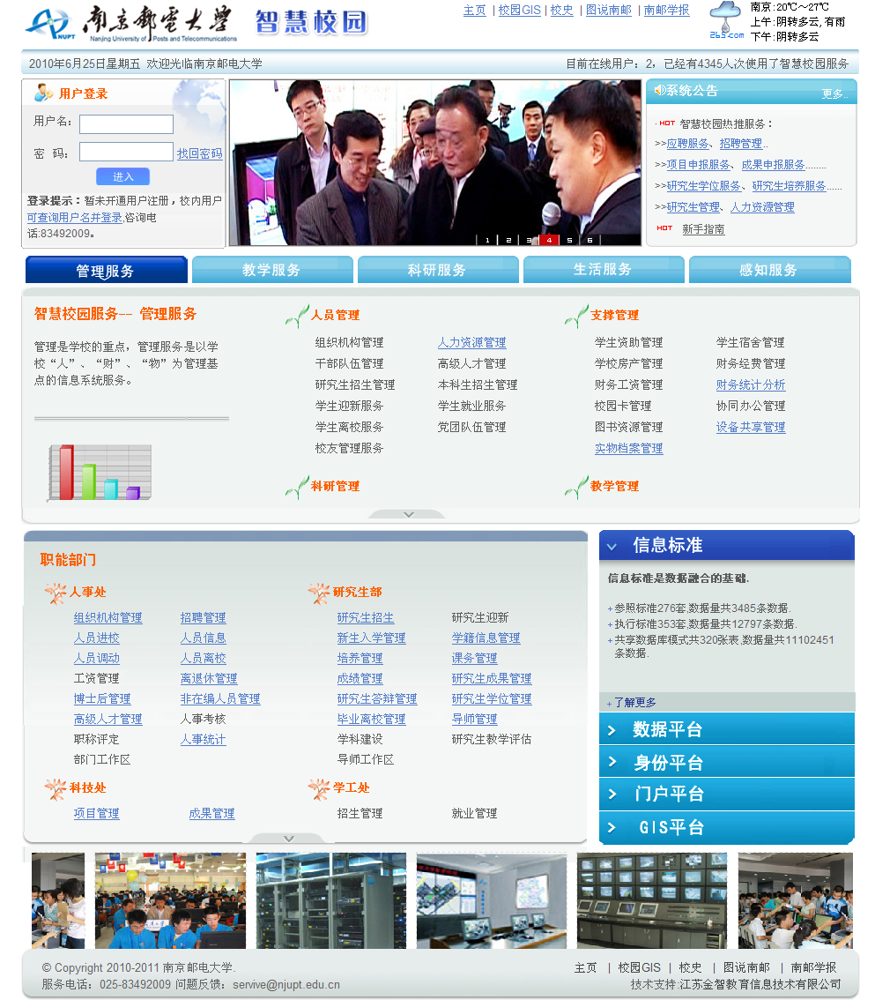 南京邮电大学
NUPT
Nanjing University of Posts and Telecommunications
智慧校园
主页 | 校园GIS | 校史 | 图说南邮 | 南邮学报
265.com
南京:20℃～27℃
上午:阴转多云,有雨
下午:阴转多云
2010年6月25日星期五 欢迎光临南京邮电大学
目前在线用户：2，已经有4345人次使用了智慧校园服务
用户登录
用户名:
密 码: 找回密码
进入
登录提示：暂未开通用户注册，校内用户
可查询用户名并登录,咨询电
话:83492009。
1 2 3 4 5 6
系统公告 更多..
· HOT 智慧校园热推服务：
>>应聘服务、招聘管理..
>>项目申报服务、成果申报服务........
>>研究生学位服务、研究生培养服务......
>>研究生管理、人力资源管理
HOT 新手指南
管理服务 教学服务 科研服务 生活服务 感知服务
智慧校园服务-- 管理服务
管理是学校的重点，管理服务是以学
校“人”、“财”、“物”为管理基
点的信息系统服务。
人员管理
组织机构管理 人力资源管理
干部队伍管理 高级人才管理
研究生招生管理 本科生招生管理
学生迎新服务 学生就业服务
学生离校服务 党团队伍管理
校友管理服务
支撑管理
学生资助管理 学生宿舍管理
学校房产管理 财务经费管理
财务工资管理 财务统计分析
校园卡管理 协同办公管理
图书资源管理 设备共享管理
实物档案管理
科研管理
教学管理
职能部门
人事处
组织机构管理 招聘管理
人员进校 人员信息
人员调动 人员离校
工资管理 离退休管理
博士后管理 非在编人员管理
高级人才管理 人事考核
职称评定 人事统计
部门工作区
研究生部
研究生招生 研究生迎新
新生入学管理 学籍信息管理
培养管理 课务管理
成绩管理 研究生成果管理
研究生答辩管理 研究生学位管理
毕业离校管理 导师管理
学科建设 研究生教学评估
导师工作区
科技处
项目管理 成果管理
学工处
招生管理 就业管理
信息标准
信息标准是数据融合的基础.
+参照标准276套,数据量共3485条数据.
+执行标准353套,数据量共12797条数据.
+共享数据库模式共320张表,数据量共11102451
条数据.
+了解更多
数据平台
身份平台
门户平台
GIS平台
© Copyright 2010-2011 南京邮电大学.
服务电话：025-83492009 问题反馈：servive@njupt.edu.cn
主页 | 校园GIS | 校史 | 图说南邮 | 南邮学报
技术支持:江苏金智教育信息技术有限公司